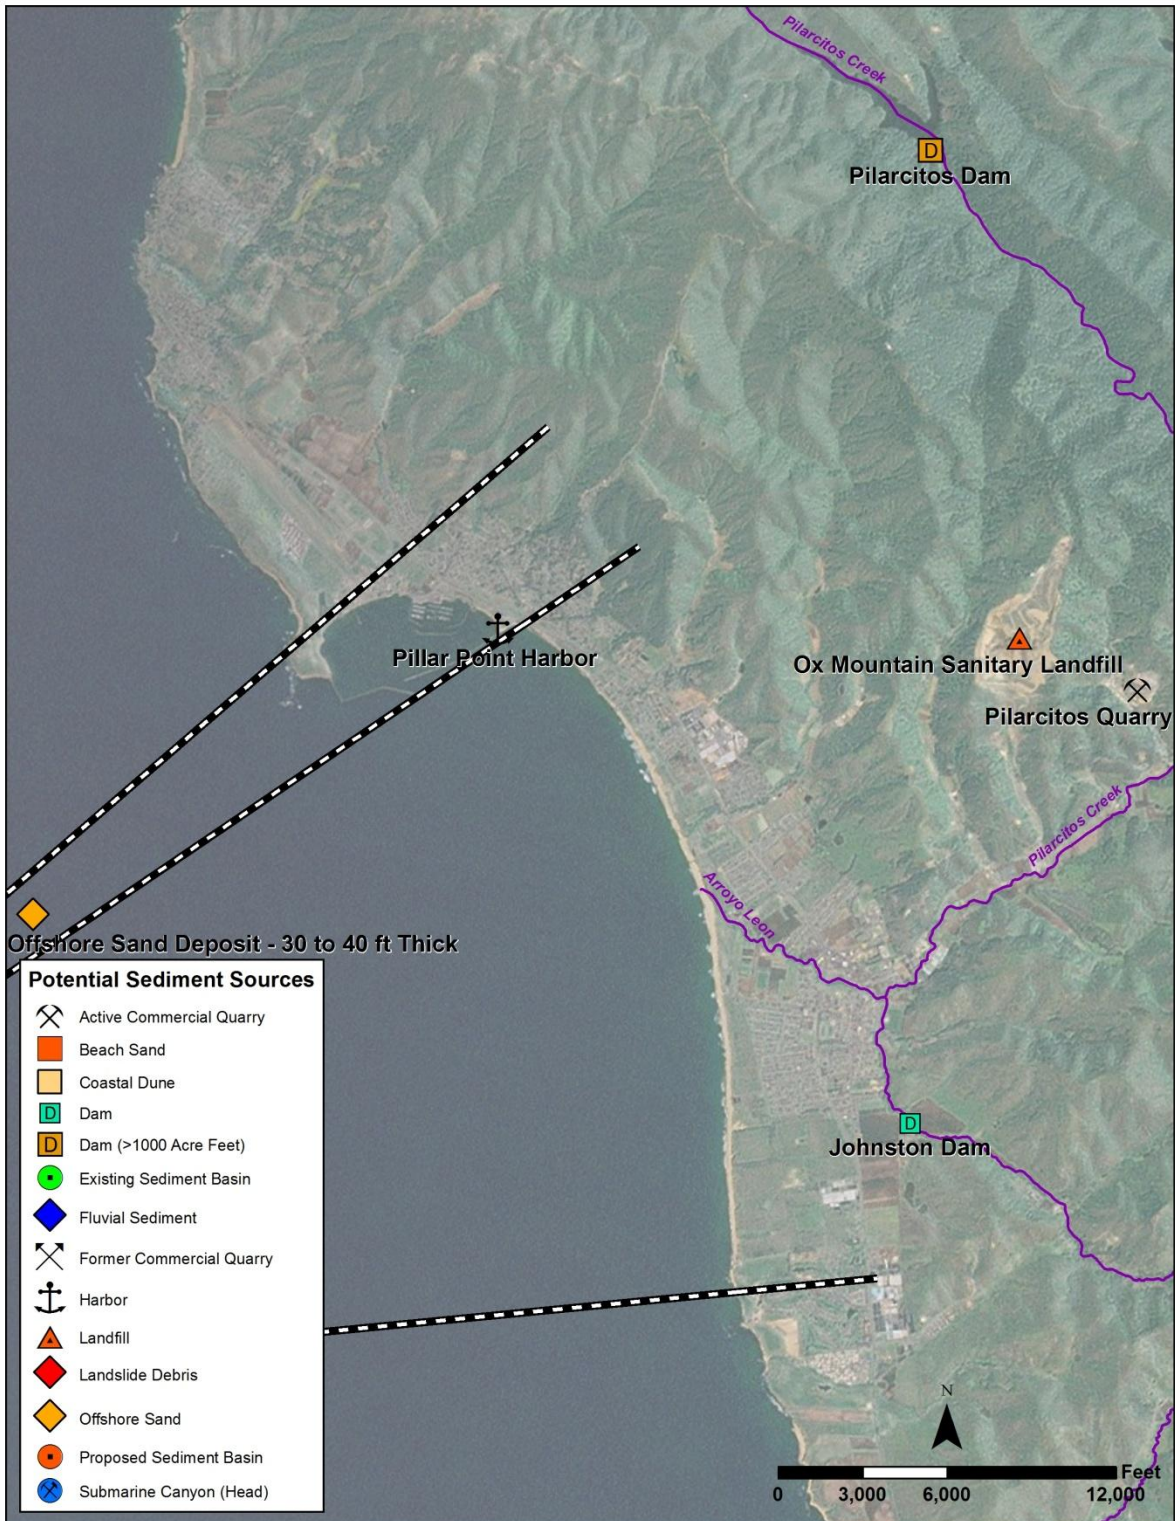 Pilarcitos Creek
D
Pilarcitos Dam
Pillar Point Harbor
Ox Mountain Sanitary Landfill
Pilarcitos Quarry
Pilarcitos Creek
Arroyo Leon
Offshore Sand Deposit - 30 to 40 ft Thick
D
Johnston Dam
Potential Sediment Sources
Active Commercial Quarry
Beach Sand
Coastal Dune
D Dam
D Dam (>1000 Acre Feet)
Existing Sediment Basin
Fluvial Sediment
Former Commercial Quarry
Harbor
Landfill
Landslide Debris
Offshore Sand
Proposed Sediment Basin
Submarine Canyon (Head)
N
Feet
0 3,000 6,000 12,000